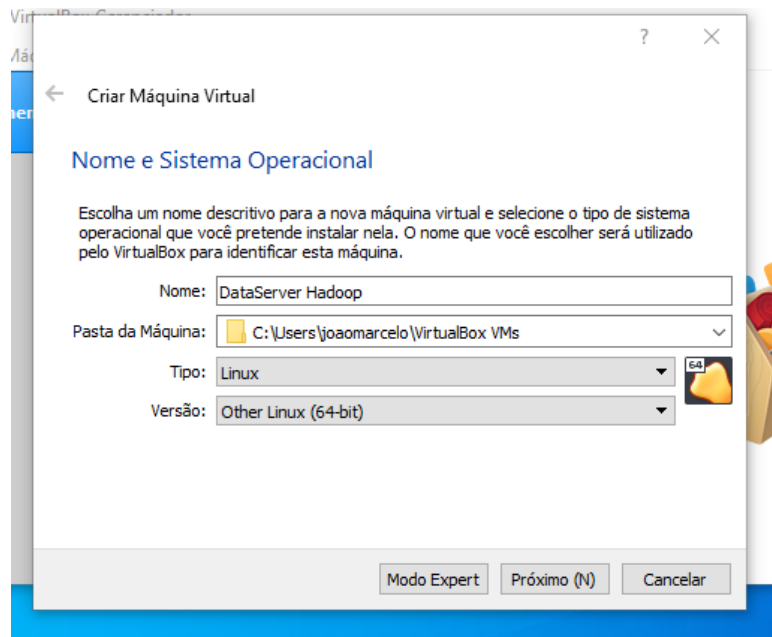 VirtualBox Gerenciador
?
Criar Máquina Virtual
Nome e Sistema Operacional
Escolha um nome descritivo para a nova máquina virtual e selecione o tipo de sistema
operacional que você pretende instalar nela. O nome que você escolher será utilizado
pelo VirtualBox para identificar esta máquina.
Nome: DataServer Hadoop
Pasta da Máquina: C:\Users\joaomarcelo\VirtualBox VMs
Tipo: Linux
64
Versão: Other Linux (64-bit)
Modo Expert Próximo (N) Cancelar